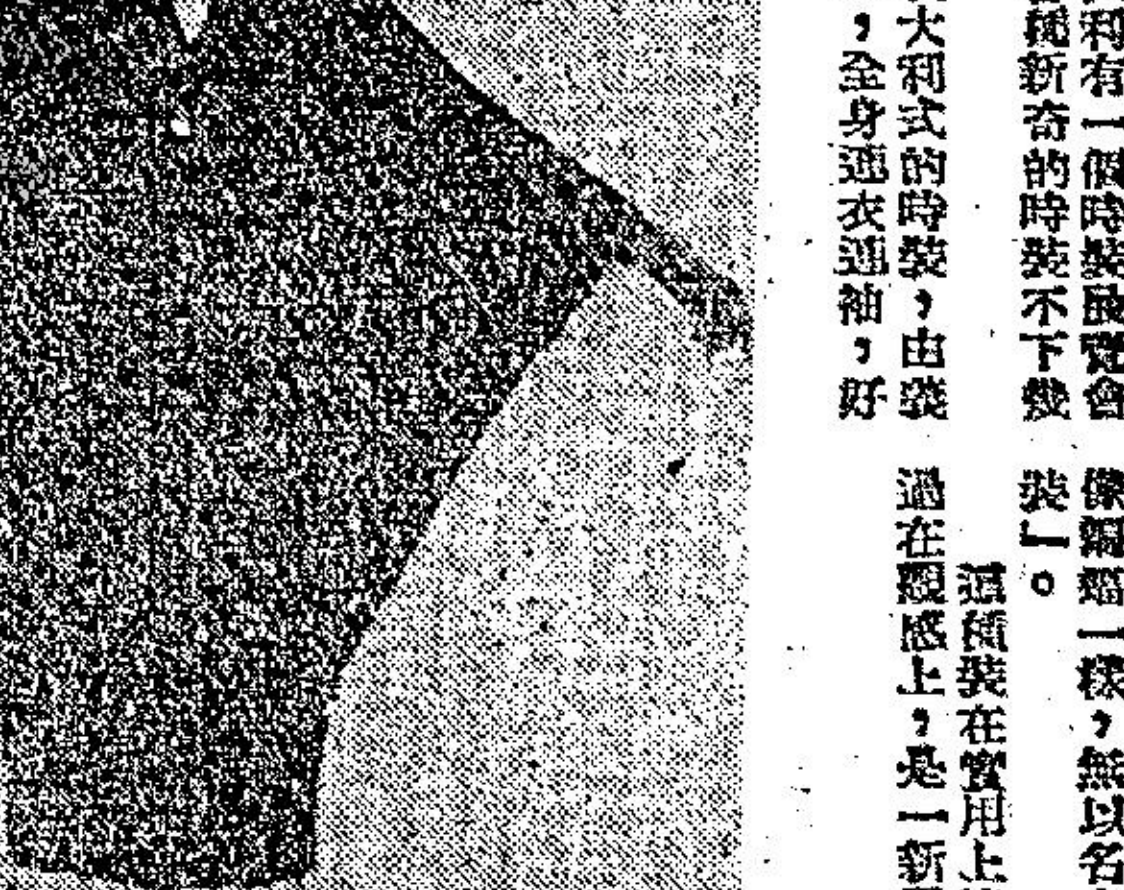 利有一個時裝展覽會
種新奇的時裝不下幾
大利式的時裝，由
，全身連衣連袖，好
像蝙蝠一樣，無以名
裝」。
這種裝在實用上
過在觀感上，是一新